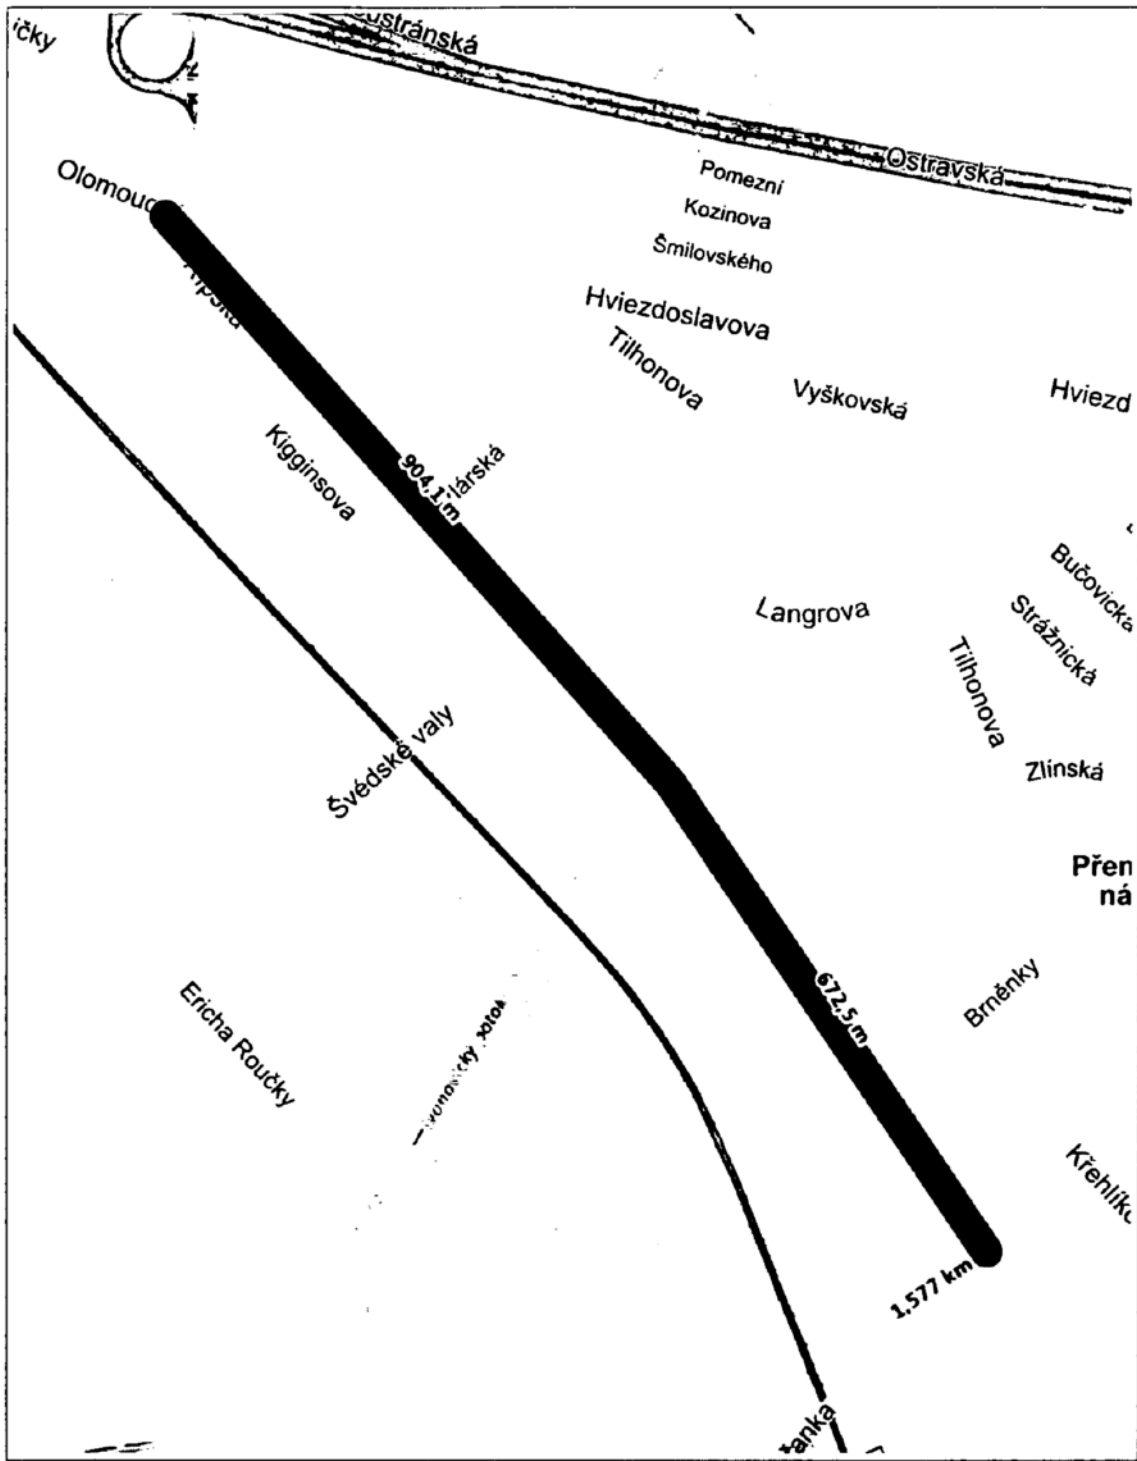 ičky
Ostravská
Pomezní
Olomouc
Kozinova
Šmilovského
Hviezdoslavova
Tilhonova
Vyškovská
Hviezd
Kigginsova
904,1 m
lárská
Bučovická
Langrova
Strážnická
Tilhonova
Švédské valy
Zlínská
Přen
ná
672,5 m
Brněnky
Ericha Roučky
Křehlík
1,577 km